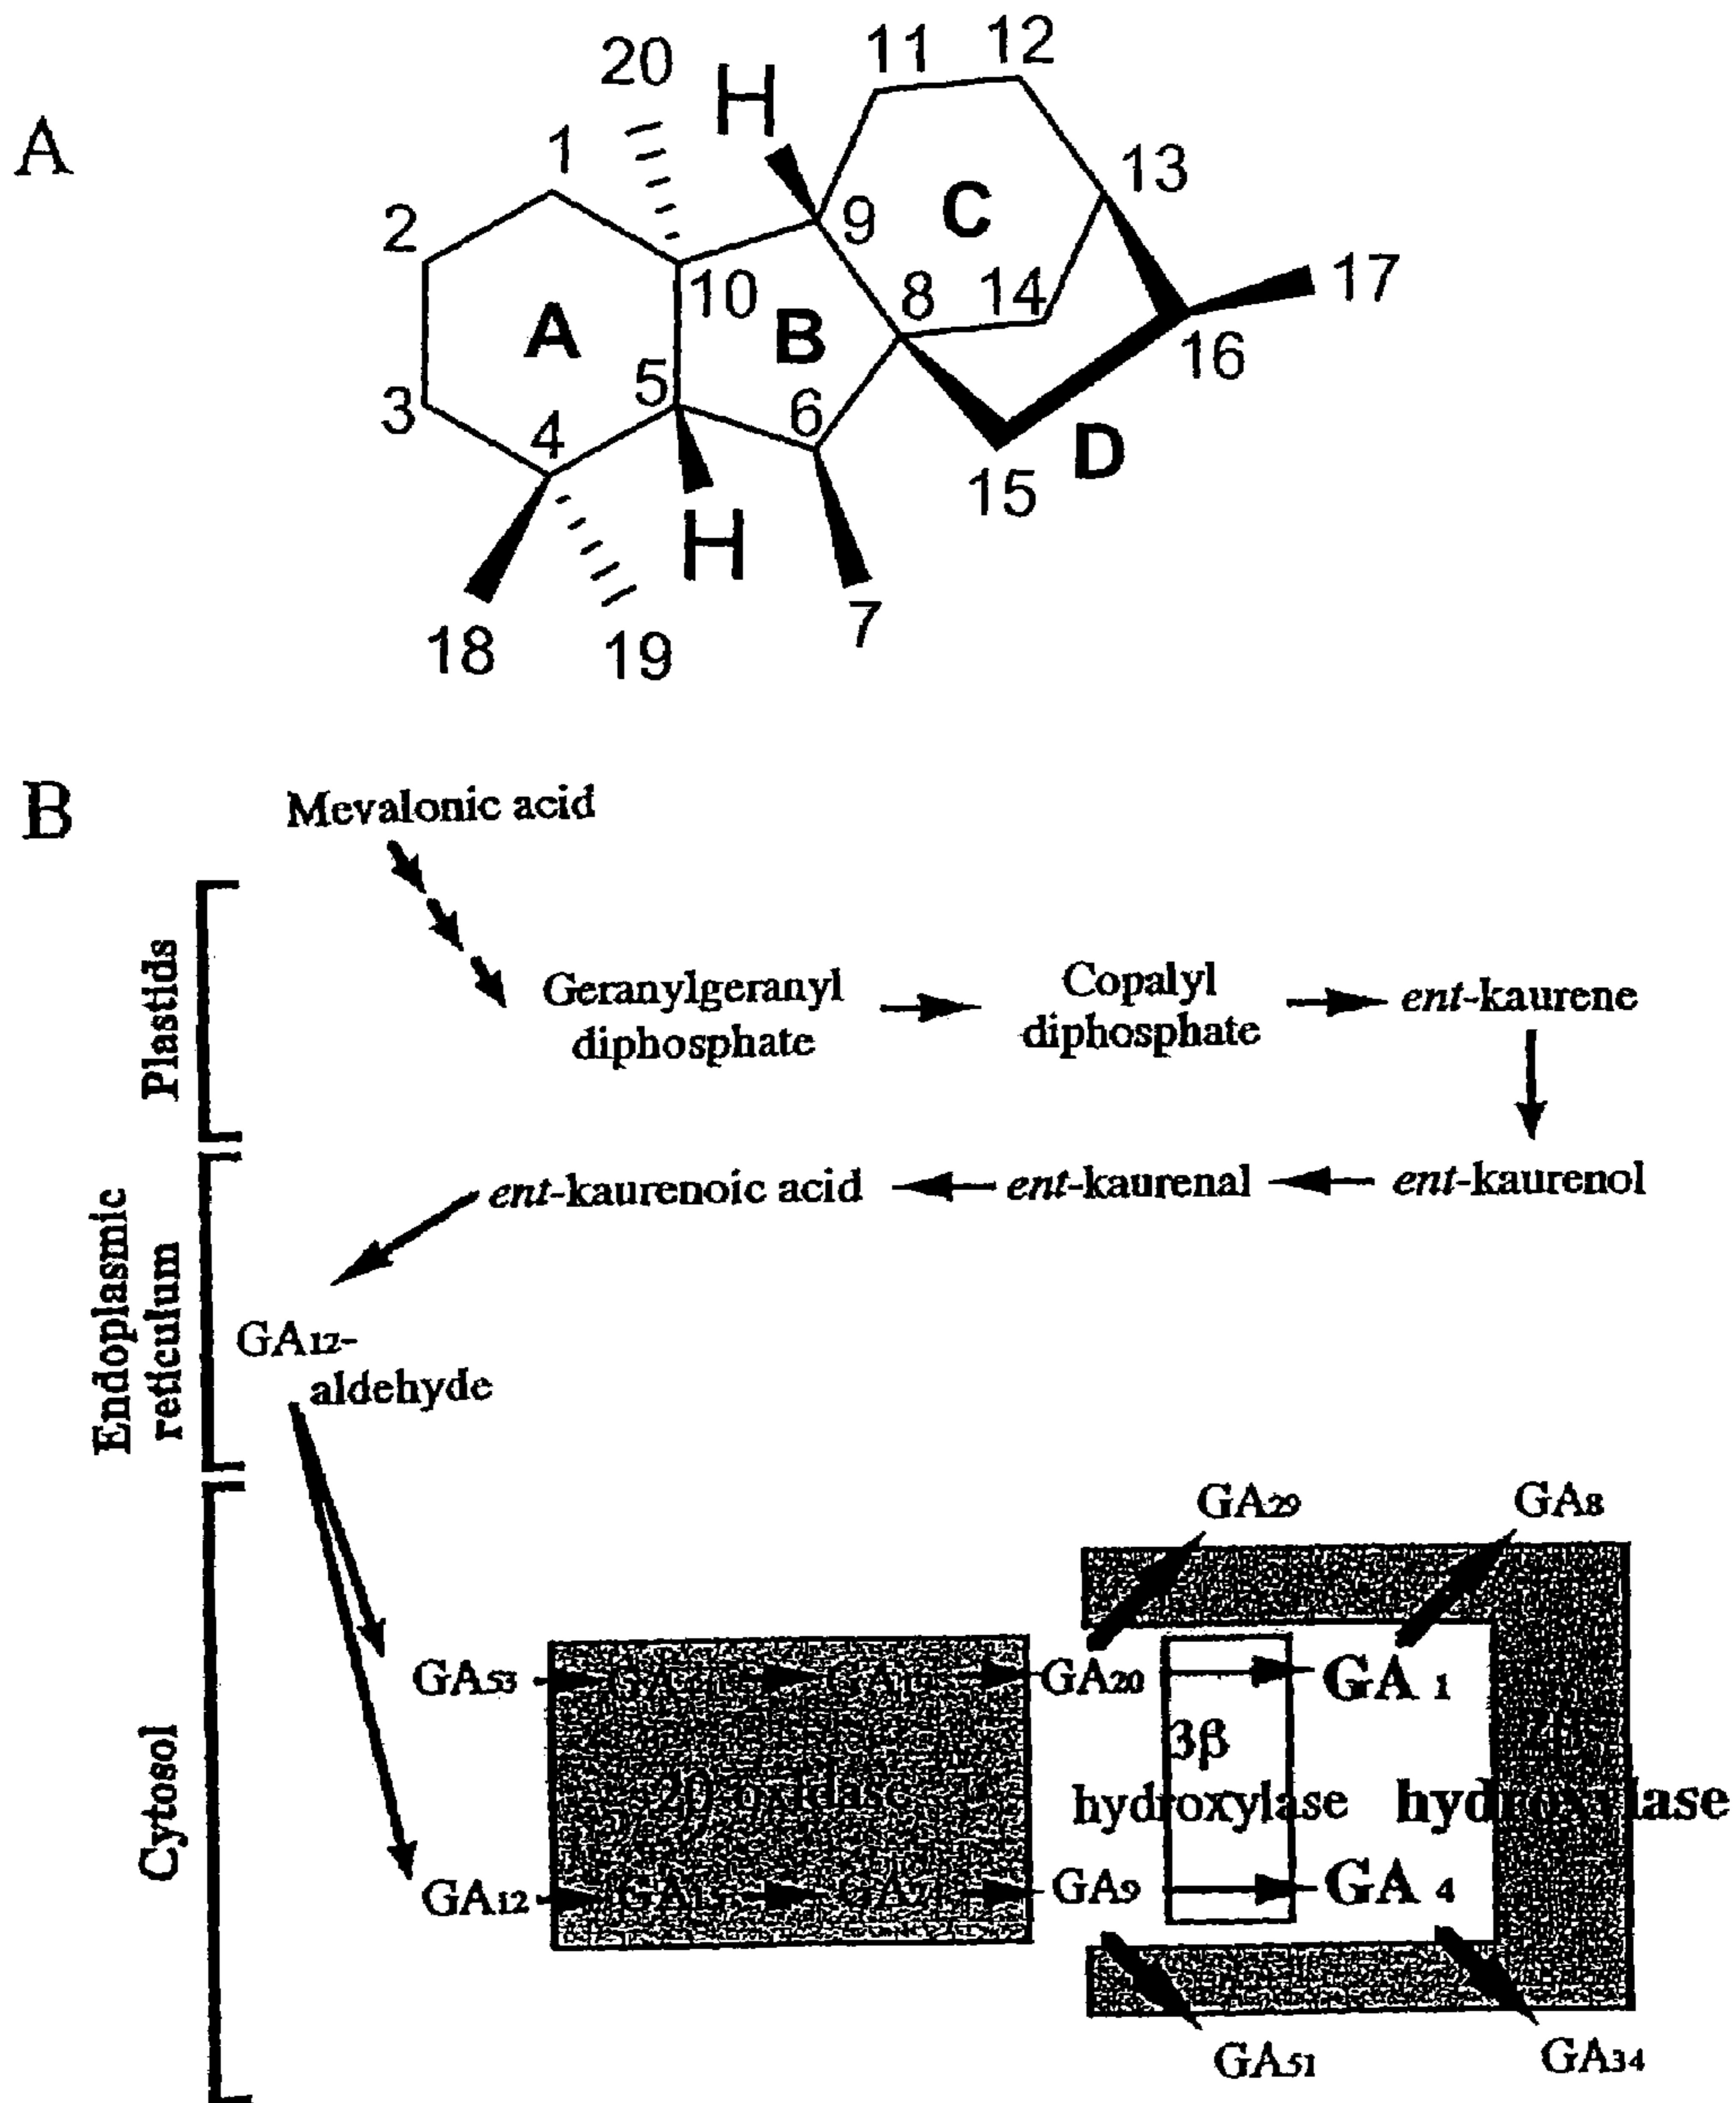 A
20
H
11
12
1
13
2
9
C
10
8
14
17
A
B
16
3
4
5
6
D
15
H
18
19
7
B
Mevalonic acid
Plastids
Geranylgeranyl
diphosphate
Copalyl
diphosphate
ent-kaurene
Endoplasmic
reticulum
ent-kaurenoic acid
ent-kaurenal
ent-kaurenol
GA12-
aldehyde
Cytosol
GA29
GA8
GA53
GA20
GA 1
3β
20-oxidase
hydroxylase
hydroxylase
GA12
GA9
GA 4
GA51
GA34